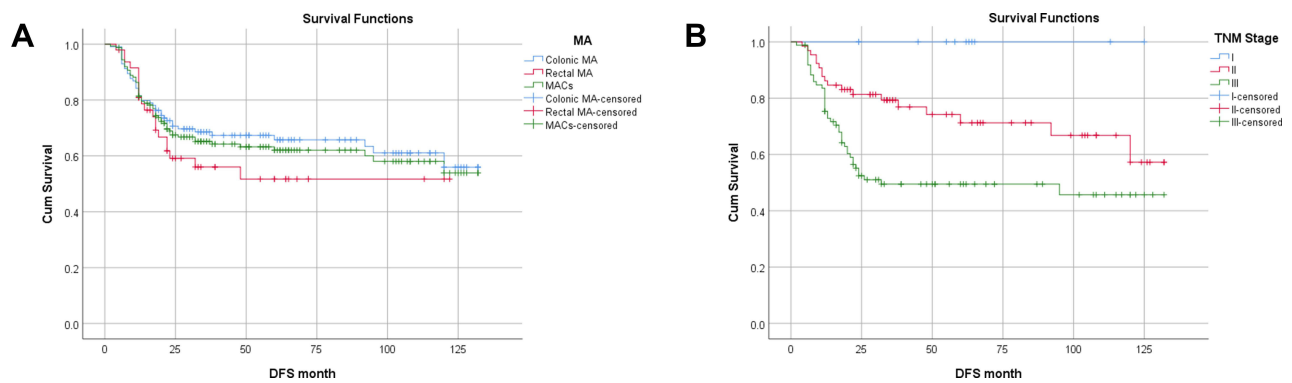 A
Survival Functions
Cum Survival
1.0
0.8
0.6
0.4
0.2
0.0
0 25 50 75 100 125
DFS month
MA
Colonic MA
Rectal MA
MACs
Colonic MA-censored
Rectal MA-censored
MACs-censored
B
Survival Functions
Cum Survival
1.0
0.8
0.6
0.4
0.2
0.0
0 25 50 75 100 125
DFS month
TNM Stage
I
II
III
I-censored
II-censored
III-censored